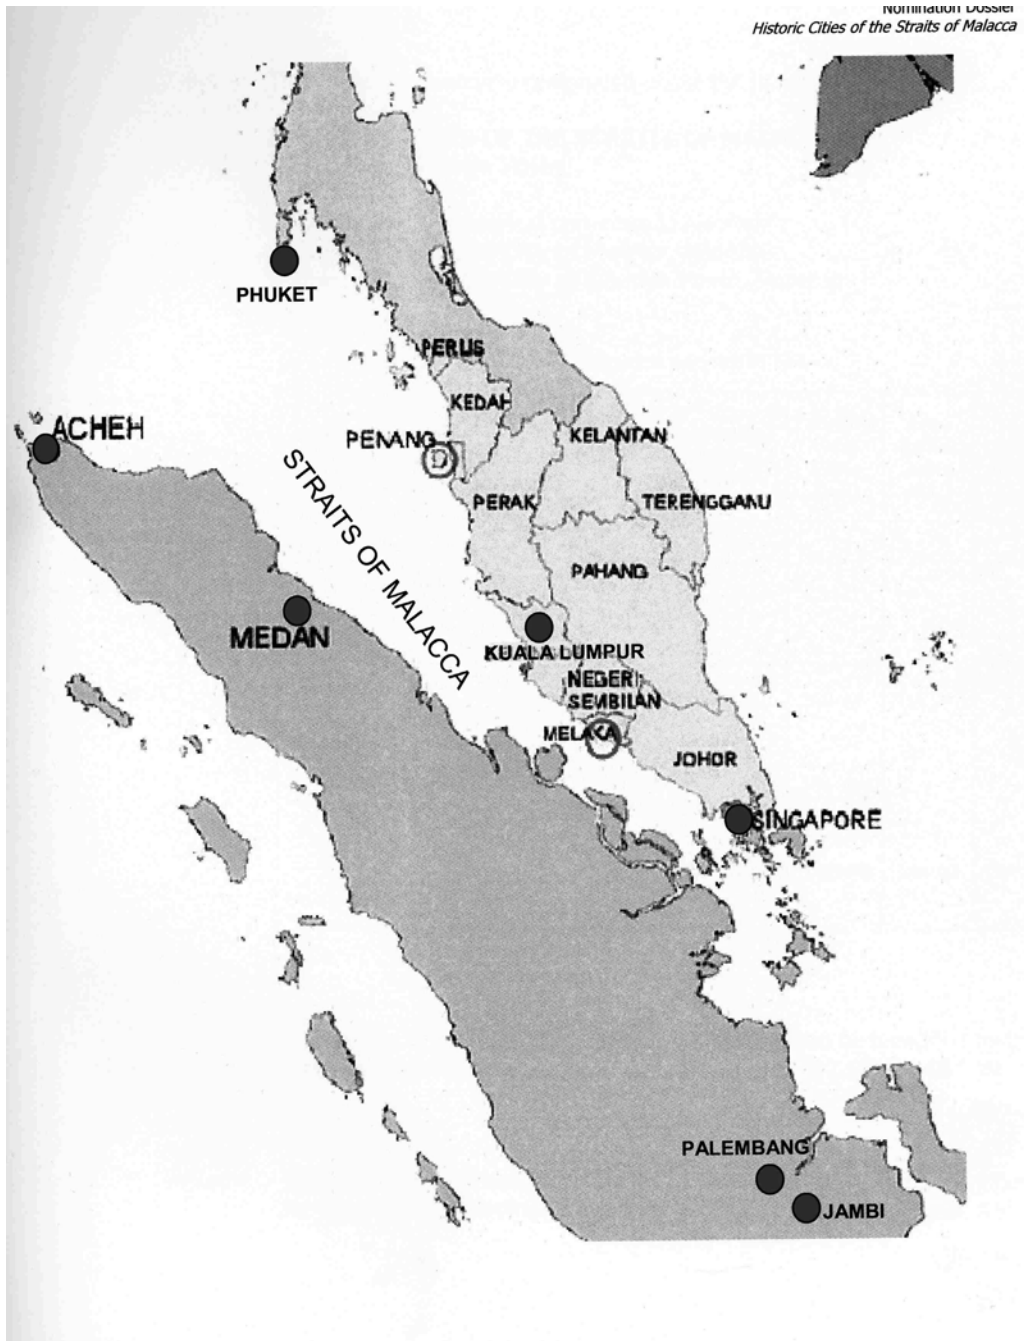 Nomination Dossier
Historic Cities of the Straits of Malacca
PHUKET
PERLIS
KEDAH
ACHEH
PENANG
KELANTAN
STRAITS OF MALACCA
PERAK
TERENGGANU
PAHANG
MEDAN
KUALA LUMPUR
NEGERI
SEMBILAN
MELAKA
JOHOR
SINGAPORE
PALEMBANG
JAMBI